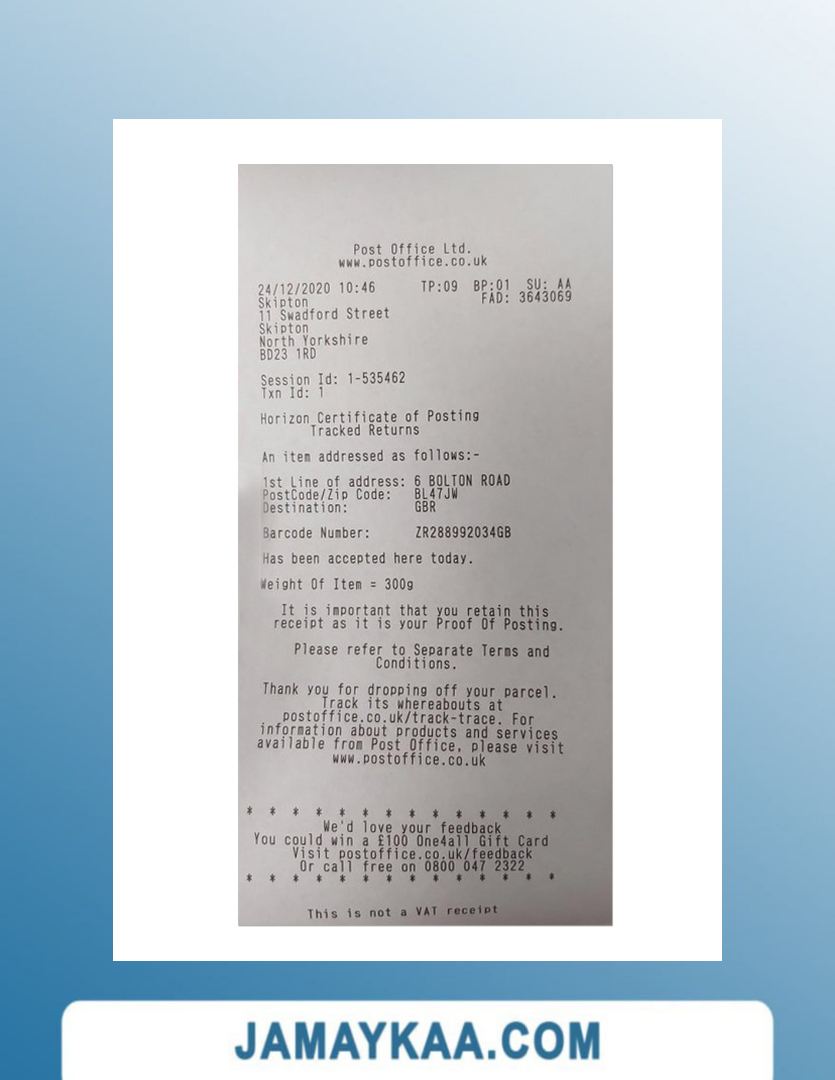 Post Office Ltd.
www.postoffice.co.uk
24/12/2020 10:46 TP:09 BP:01 SU: AA
Skipton FAD: 3643069
11 Swadford Street
Skipton
North Yorkshire
BD23 1RD
Session Id: 1-535462
Txn Id: 1
Horizon Certificate of Posting
Tracked Returns
An item addressed as follows:-
1st Line of address: 6 BOLTON ROAD
PostCode/Zip Code: BL47JW
Destination: GBR
Barcode Number: ZR288992034GB
Has been accepted here today.
Weight Of Item = 300g
It is important that you retain this
receipt as it is your Proof Of Posting.
Please refer to Separate Terms and
Conditions.
Thank you for dropping off your parcel.
Track its whereabouts at
postoffice.co.uk/track-trace. For
information about products and services
available from Post Office, please visit
www.postoffice.co.uk
* * * * * * * * * * * * * *
We'd love your feedback
You could win a £100 One4all Gift Card
Visit postoffice.co.uk/feedback
Or call free on 0800 047 2322
* * * * * * * * * * * * * *
This is not a VAT receipt
JAMAYKAA.COM